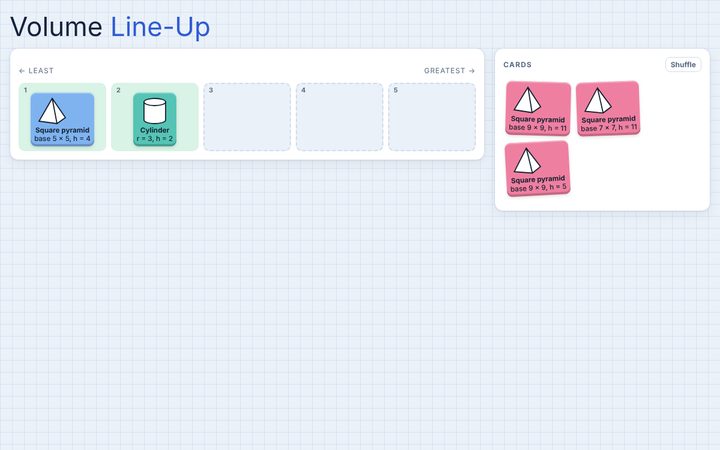 Volume Line-Up
← LEAST
GREATEST →
1
Square pyramid
base 5 × 5, h = 4
2
Cylinder
r = 3, h = 2
3
4
5
CARDS
Shuffle
Square pyramid
base 9 × 9, h = 11
Square pyramid
base 7 × 7, h = 11
Square pyramid
base 9 × 9, h = 5